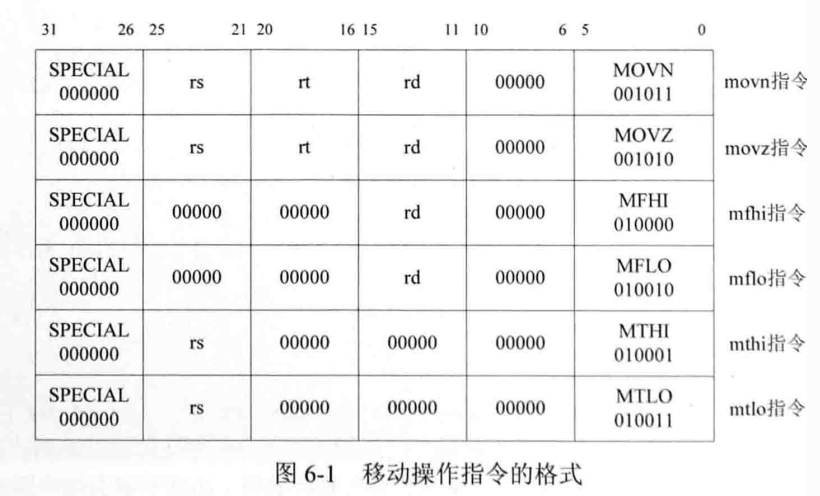 31 26 25 21 20 16 15 11 10 6 5 0
SPECIAL 000000 rs rt rd 00000 MOVN 001011 movn指令
SPECIAL 000000 rs rt rd 00000 MOVZ 001010 movz指令
SPECIAL 000000 00000 00000 rd 00000 MFHI 010000 mfhi指令
SPECIAL 000000 00000 00000 rd 00000 MFLO 010010 mflo指令
SPECIAL 000000 rs 00000 00000 00000 MTHI 010001 mthi指令
SPECIAL 000000 rs 00000 00000 00000 MTLO 010011 mtlo指令
图 6-1 移动操作指令的格式